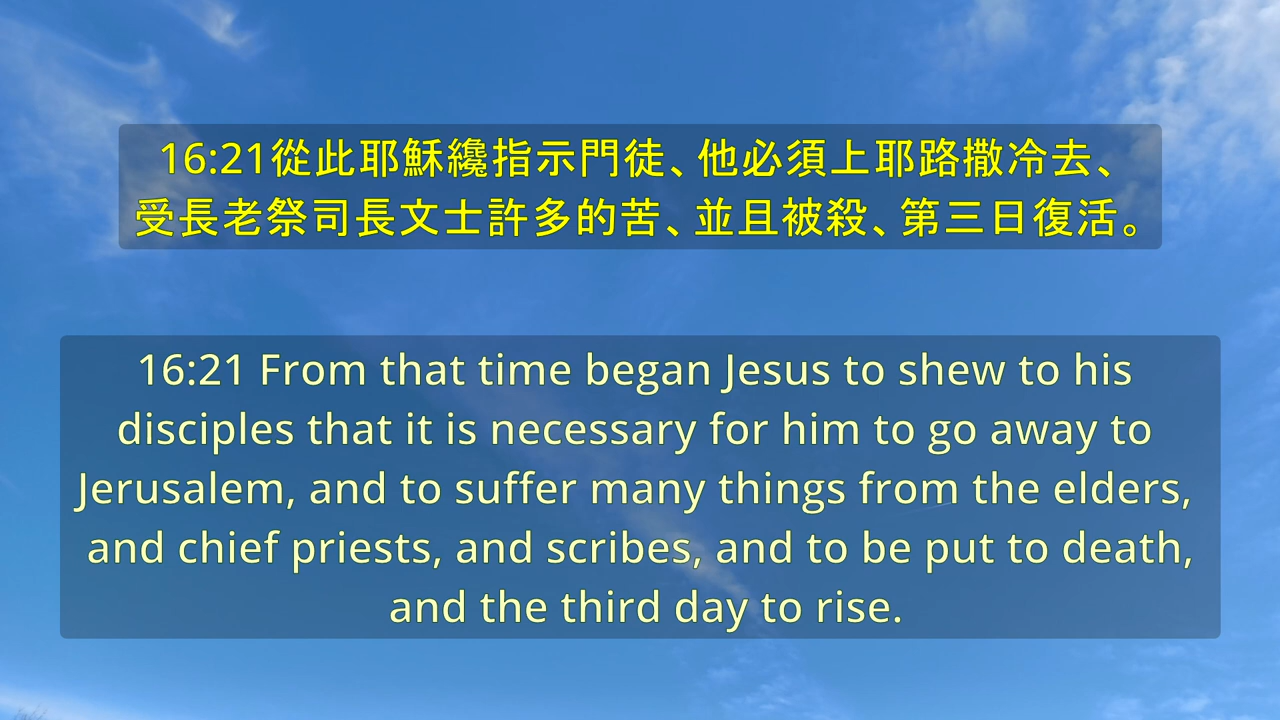 16:21從此耶穌纔指示門徒、他必須上耶路撒冷去、
受長老祭司長文士許多的苦、並且被殺、第三日復活。
16:21 From that time began Jesus to shew to his
disciples that it is necessary for him to go away to
Jerusalem, and to suffer many things from the elders,
and chief priests, and scribes, and to be put to death,
and the third day to rise.